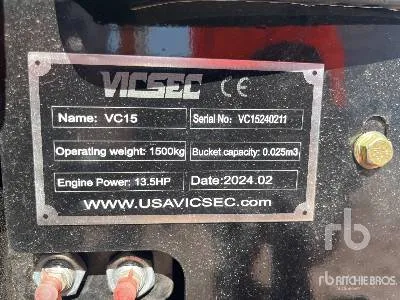 VICSEC CE
Name: VC15
Serial No: VC15240211
Operating weight: 1500kg
Bucket capacity: 0.025m3
Engine Power: 13.5HP
Date:2024.02
WWW.USAVICSEC.com
rb
rb RITCHIE BROS.